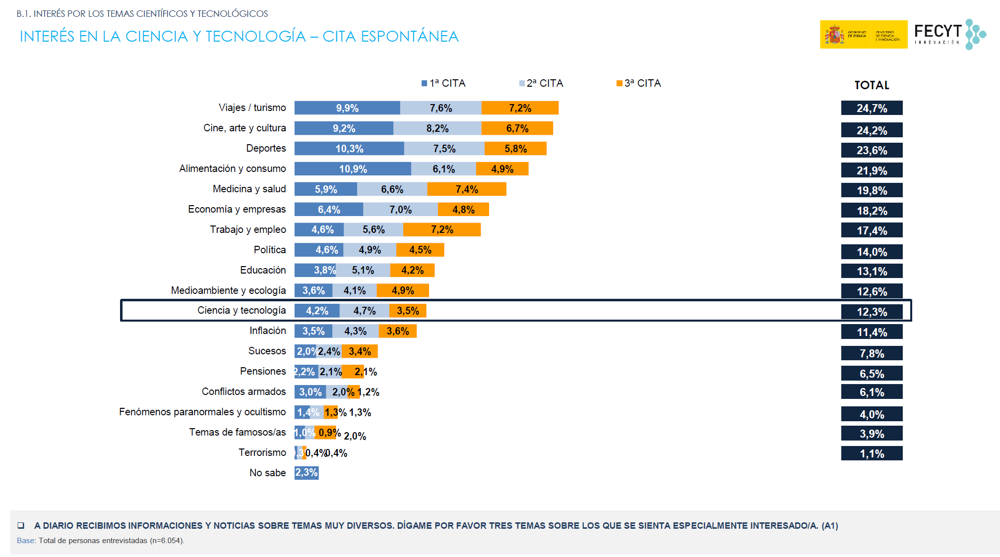 B.1. INTERÉS POR LOS TEMAS CIENTÍFICOS Y TECNOLÓGICOS
INTERÉS EN LA CIENCIA Y TECNOLOGÍA – CITA ESPONTÁNEA
GOBIERNO DE ESPAÑA
MINISTERIO DE CIENCIA E INNOVACIÓN
FECYT
INNOVACIÓN
1ª CITA 2ª CITA 3ª CITA TOTAL
Viajes / turismo 9,9% 7,6% 7,2% 24,7%
Cine, arte y cultura 9,2% 8,2% 6,7% 24,2%
Deportes 10,3% 7,5% 5,8% 23,6%
Alimentación y consumo 10,9% 6,1% 4,9% 21,9%
Medicina y salud 5,9% 6,6% 7,4% 19,8%
Economía y empresas 6,4% 7,0% 4,8% 18,2%
Trabajo y empleo 4,6% 5,6% 7,2% 17,4%
Política 4,6% 4,9% 4,5% 14,0%
Educación 3,8% 5,1% 4,2% 13,1%
Medioambiente y ecología 3,6% 4,1% 4,9% 12,6%
Ciencia y tecnología 4,2% 4,7% 3,5% 12,3%
Inflación 3,5% 4,3% 3,6% 11,4%
Sucesos 2,0% 2,4% 3,4% 7,8%
Pensiones 2,2% 2,1% 2,1% 6,5%
Conflictos armados 3,0% 2,0% 1,2% 6,1%
Fenómenos paranormales y ocultismo 1,4% 1,3% 1,3% 4,0%
Temas de famosos/as 1,0% 0,9% 2,0% 3,9%
Terrorismo 0,4% 0,4% 1,1%
No sabe 2,3%
❑ A DIARIO RECIBIMOS INFORMACIONES Y NOTICIAS SOBRE TEMAS MUY DIVERSOS. DÍGAME POR FAVOR TRES TEMAS SOBRE LOS QUE SE SIENTA ESPECIALMENTE INTERESADO/A. (A1)
Base: Total de personas entrevistadas (n=6.054).